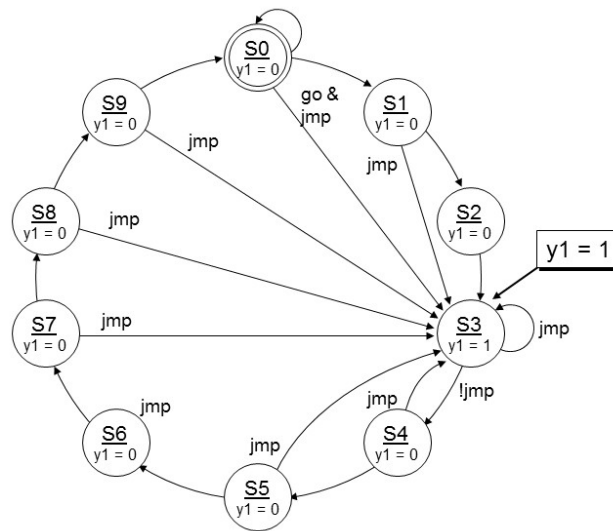 S0
y1 = 0
go &
jmp
S1
y1 = 0
jmp
S9
y1 = 0
jmp
S2
y1 = 0
S8
y1 = 0
jmp
y1 = 1
S3
y1 = 1
jmp
!jmp
S7
y1 = 0
jmp
S4
y1 = 0
jmp
S5
y1 = 0
jmp
S6
y1 = 0
jmp